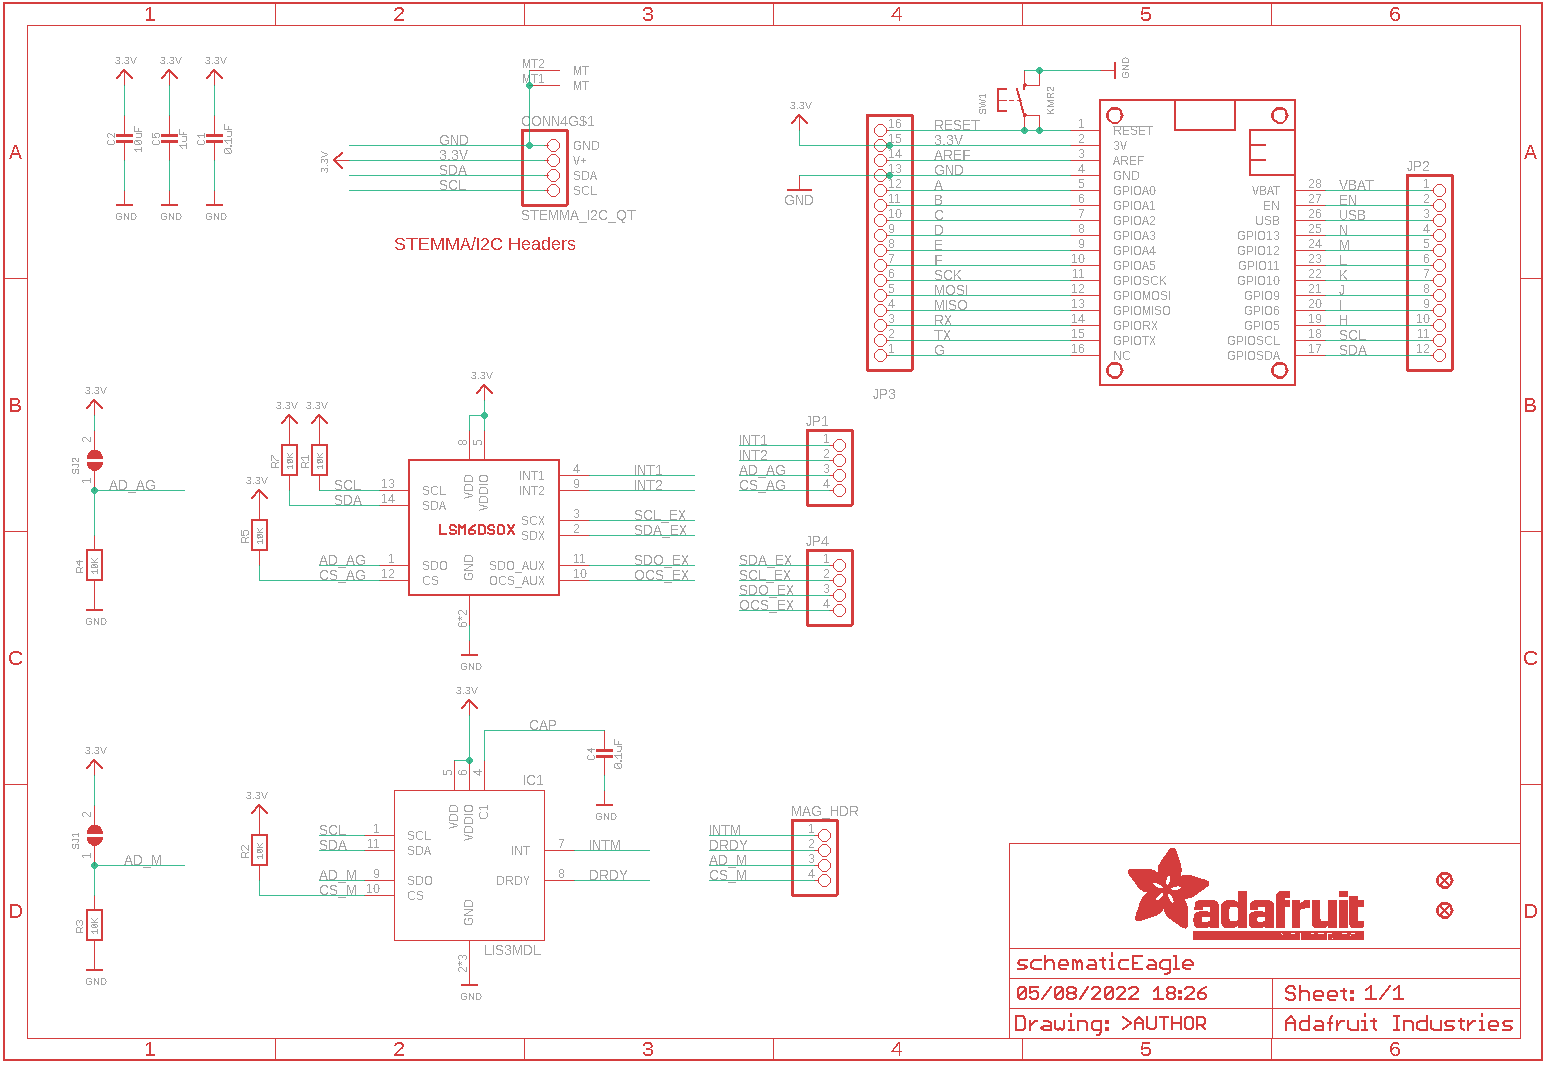 1 2 3 4 5 6
A A
B B
C C
D D
3.3V 3.3V 3.3V
C2 10uF C5 1uF C1 0.1uF
GND GND GND
MT2 MT
MT1 MT
CONN4G$1
3.3V
GND GND
3.3V V+
SDA SDA
SCL SCL
STEMMA_I2C_QT
STEMMA/I2C Headers
SW1 KMR2 GND
3.3V
GND
16 RESET 1 RESET
15 3.3V 2 3V
14 AREF 3 AREF
13 GND 4 GND
12 A 5 GPIOA0
11 B 6 GPIOA1
10 C 7 GPIOA2
9 D 8 GPIOA3
8 E 9 GPIOA4
7 F 10 GPIOA5
6 SCK 11 GPIOSCK
5 MOSI 12 GPIOMOSI
4 MISO 13 GPIOMISO
3 RX 14 GPIORX
2 TX 15 GPIOTX
1 G 16 NC
JP3
JP2
VBAT 28 VBAT 1
EN 27 EN 2
USB 26 USB 3
GPIO13 25 N 4
GPIO12 24 M 5
GPIO11 23 L 6
GPIO10 22 K 7
GPIO9 21 J 8
GPIO6 20 I 9
GPIO5 19 H 10
GPIOSCL 18 SCL 11
GPIOSDA 17 SDA 12
3.3V
SJ2 2 1
AD_AG
R4 10K
GND
3.3V 3.3V 3.3V
R7 10K R1 10K
3.3V
R5 10K
8 5
VDD VDDIO
SCL 13 SCL
SDA 14 SDA
LSM6DSOX
AD_AG 1 SDO
CS_AG 12 CS
INT1 4 INT1
INT2 9 INT2
SCX 3 SCL_EX
SDX 2 SDA_EX
SDO_AUX 11 SDO_EX
OCS_AUX 10 OCS_EX
GND
6*2
GND
JP1
INT1 1
INT2 2
AD_AG 3
CS_AG 4
JP4
SDA_EX 1
SCL_EX 2
SDO_EX 3
OCS_EX 4
3.3V
SJ1 2 1
AD_M
R3 10K
GND
3.3V
R2 10K
3.3V
CAP
C4 0.1uF
GND
5 6 4
IC1
VDD VDDIO C1
SCL 1 SCL
SDA 11 SDA
AD_M 9 SDO
CS_M 10 CS
INT 7 INTM
DRDY 8 DRDY
GND
LIS3MDL
2*3
GND
MAG_HDR
INTM 1
DRDY 2
AD_M 3
CS_M 4
adafruit
schematicEagle
05/08/2022 18:26 Sheet: 1/1
Drawing: >AUTHOR Adafruit Industries
1 2 3 4 5 6